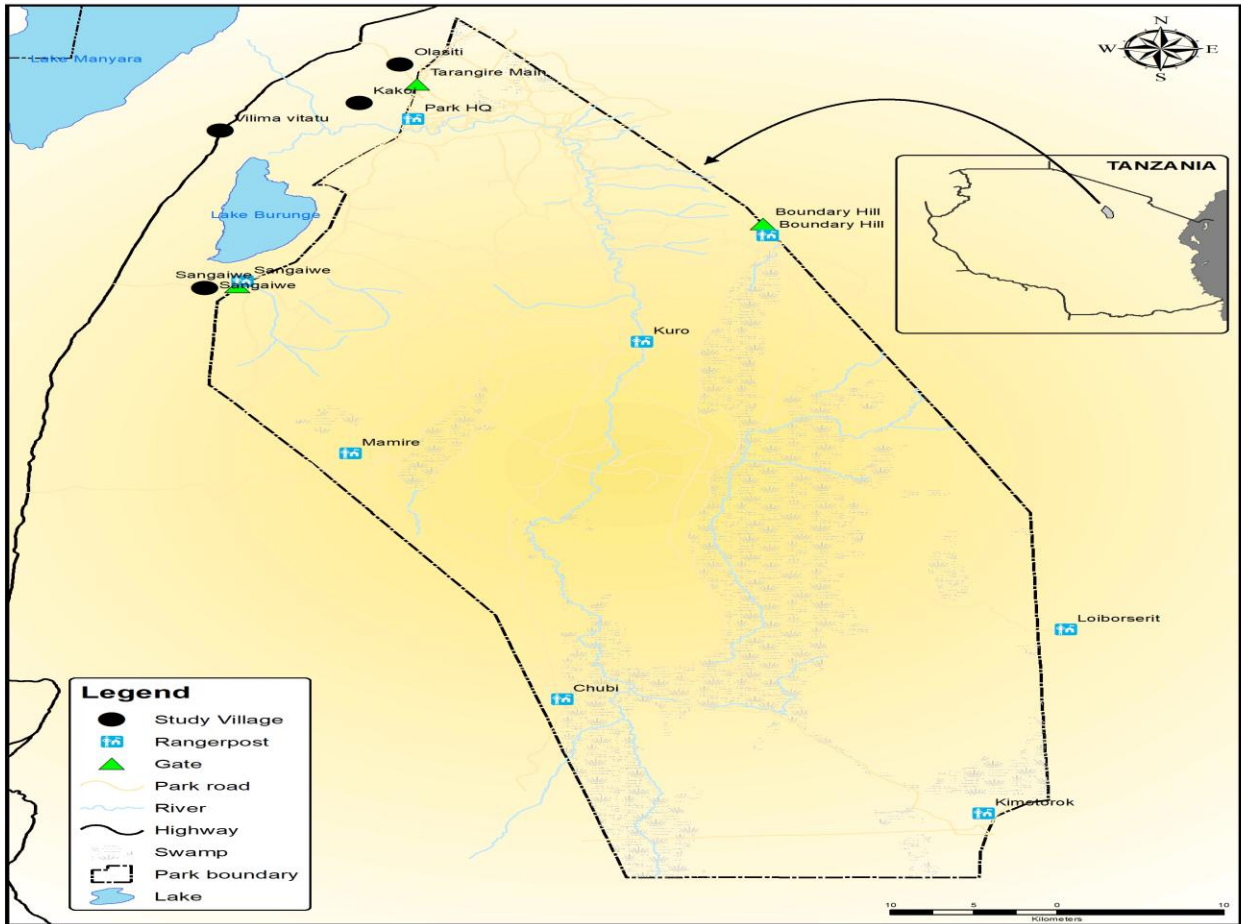 N
W
E
S
Lake Manyara
Olasiti
Tarangire Main
Kakoi
Park HQ
Vilima vitatu
TANZANIA
Lake Burunge
Boundary Hill
Boundary Hill
Sangaiwe
Sangaiwe
Sangaiwe
Kuro
Mamire
Loiborserit
Chubi
Kimotorok
Legend
Study Village
Rangerpost
Gate
Park road
River
Highway
Swamp
Park boundary
Lake
10 5 0 10
Kilometers